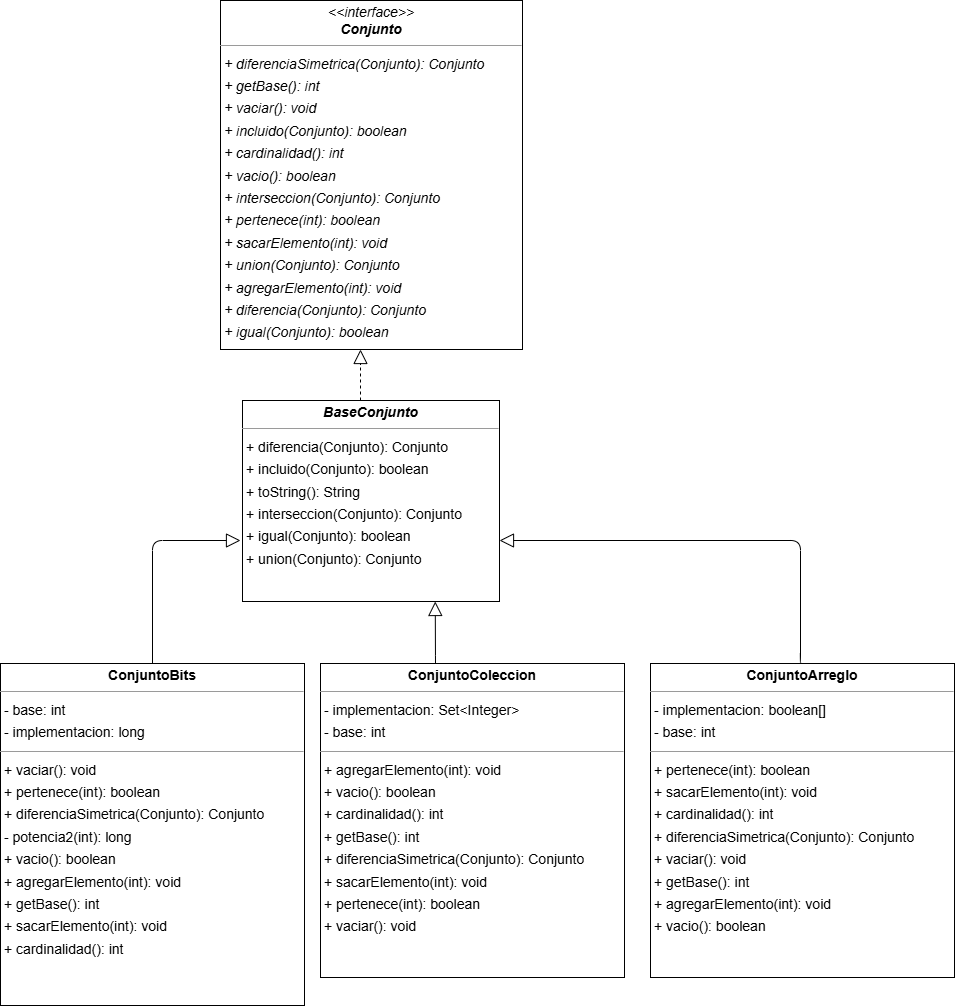 <<interface>>
Conjunto
+ diferenciaSimetrica(Conjunto): Conjunto
+ getBase(): int
+ vaciar(): void
+ incluido(Conjunto): boolean
+ cardinalidad(): int
+ vacio(): boolean
+ interseccion(Conjunto): Conjunto
+ pertenece(int): boolean
+ sacarElemento(int): void
+ union(Conjunto): Conjunto
+ agregarElemento(int): void
+ diferencia(Conjunto): Conjunto
+ igual(Conjunto): boolean
BaseConjunto
+ diferencia(Conjunto): Conjunto
+ incluido(Conjunto): boolean
+ toString(): String
+ interseccion(Conjunto): Conjunto
+ igual(Conjunto): boolean
+ union(Conjunto): Conjunto
ConjuntoBits
- base: int
- implementacion: long
+ vaciar(): void
+ pertenece(int): boolean
+ diferenciaSimetrica(Conjunto): Conjunto
- potencia2(int): long
+ vacio(): boolean
+ agregarElemento(int): void
+ getBase(): int
+ sacarElemento(int): void
+ cardinalidad(): int
ConjuntoColeccion
- implementacion: Set<Integer>
- base: int
+ agregarElemento(int): void
+ vacio(): boolean
+ cardinalidad(): int
+ getBase(): int
+ diferenciaSimetrica(Conjunto): Conjunto
+ sacarElemento(int): void
+ pertenece(int): boolean
+ vaciar(): void
ConjuntoArreglo
- implementacion: boolean[]
- base: int
+ pertenece(int): boolean
+ sacarElemento(int): void
+ cardinalidad(): int
+ diferenciaSimetrica(Conjunto): Conjunto
+ vaciar(): void
+ getBase(): int
+ agregarElemento(int): void
+ vacio(): boolean